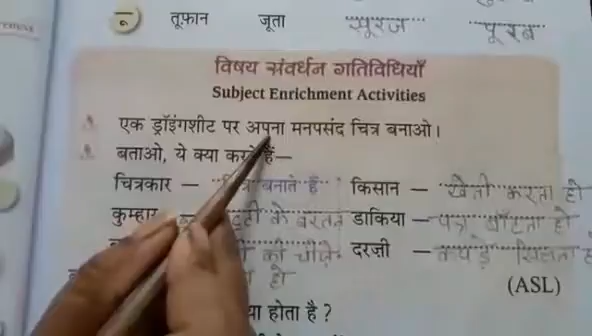 तूफ़ान जूता सूरज पूरब
विषय संवर्धन गतिविधियाँ
Subject Enrichment Activities
एक ड्रॉइंगशीट पर अपना मनपसंद चित्र बनाओ।
बताओ, ये क्या करते हैं—
चित्रकार — बनाते हैं किसान — खेती करता हो
कुम्हार के बरतन डाकिया — पत्र बाँटता हो
की चीज़े दरज़ी — कपड़े
हो (ASL)
होता है ?